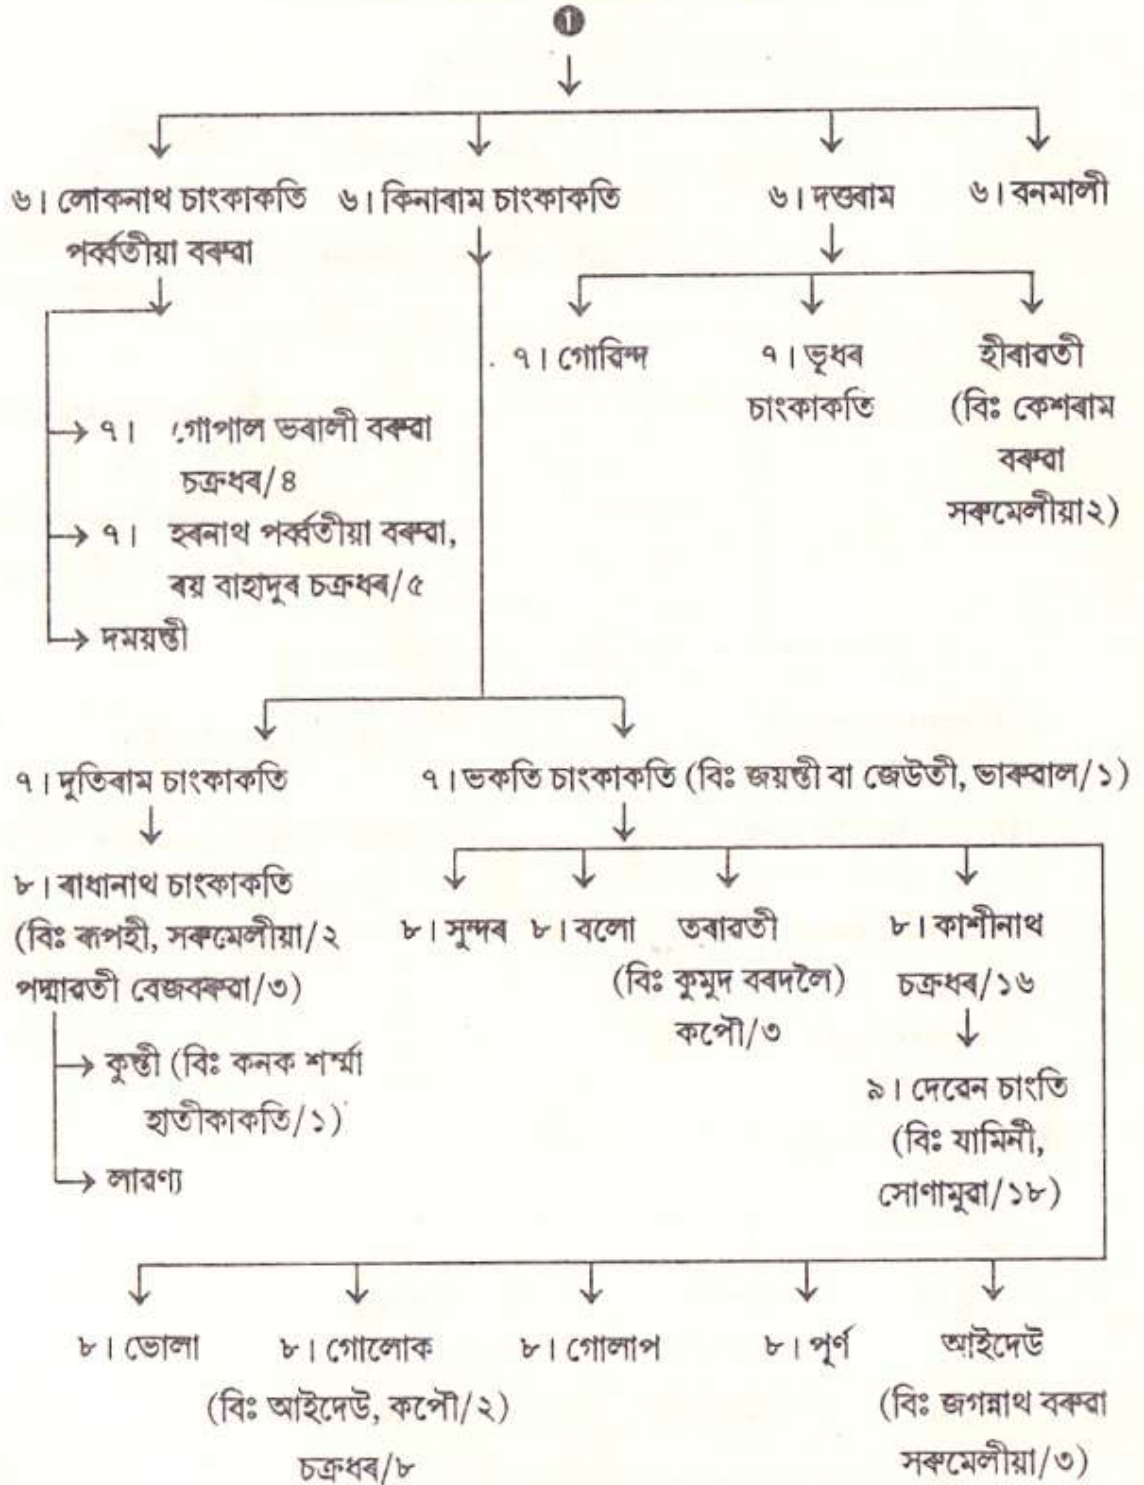 1
৬। লোকনাথ চাংকাকতি ৬। কিনাৰাম চাংকাকতি ৬। দত্তৰাম ৬। বনমালী
পৰ্ব্বতীয়া বৰুৱা
৭। গোৱিন্দ ৭। ভূধৰ হীৰাৱতী
চাংকাকতি (বিঃ কেশৰাম
৭। গোপাল ভৰালী বৰুৱা বৰুৱা
চক্ৰধৰ/৪ সৰুমেলীয়া২)
৭। হৰনাথ পৰ্ব্বতীয়া বৰুৱা,
ৰয় বাহাদুৰ চক্ৰধৰ/৫
দময়ন্তী
৭। দুতিৰাম চাংকাকতি ৭। ভকতি চাংকাকতি (বিঃ জয়ন্তী বা জেউতী, ভাৰুৱাল/১)
৮। ৰাধানাথ চাংকাকতি
(বিঃ ৰূপহী, সৰুমেলীয়া/২ ৮। সুন্দৰ ৮। বলো তৰাৱতী ৮। কাশীনাথ
পদ্মাৱতী বেজবৰুৱা/৩) (বিঃ কুমুদ বৰদলৈ) চক্ৰধৰ/১৬
কপৌ/৩
কুন্তী (বিঃ কনক শৰ্ম্মা ৯। দেৱেন চাংতি
হাতীকাকতি/১) (বিঃ যামিনী,
লাৱণ্য সোণামুৱা/১৮)
৮। ভোলা ৮। গোলোক ৮। গোলাপ ৮। পূৰ্ণ আইদেউ
(বিঃ আইদেউ, কপৌ/২) (বিঃ জগন্নাথ বৰুৱা
চক্ৰধৰ/৮ সৰুমেলীয়া/৩)